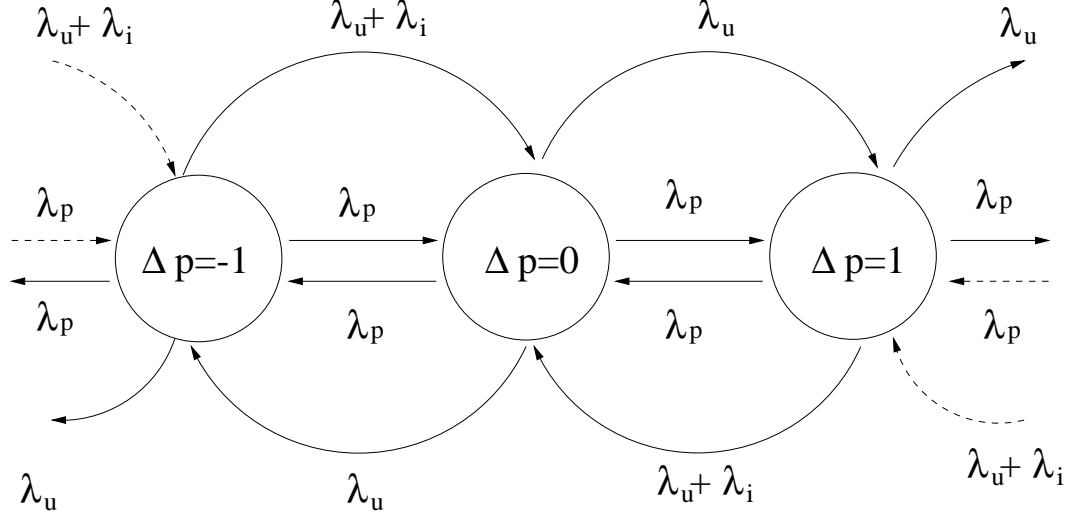 λu+ λi λu+ λi λu λu
λp λp λp λp
Δ p=-1 Δ p=0 Δ p=1
λp λp λp λp
λu λu λu+ λi λu+ λi